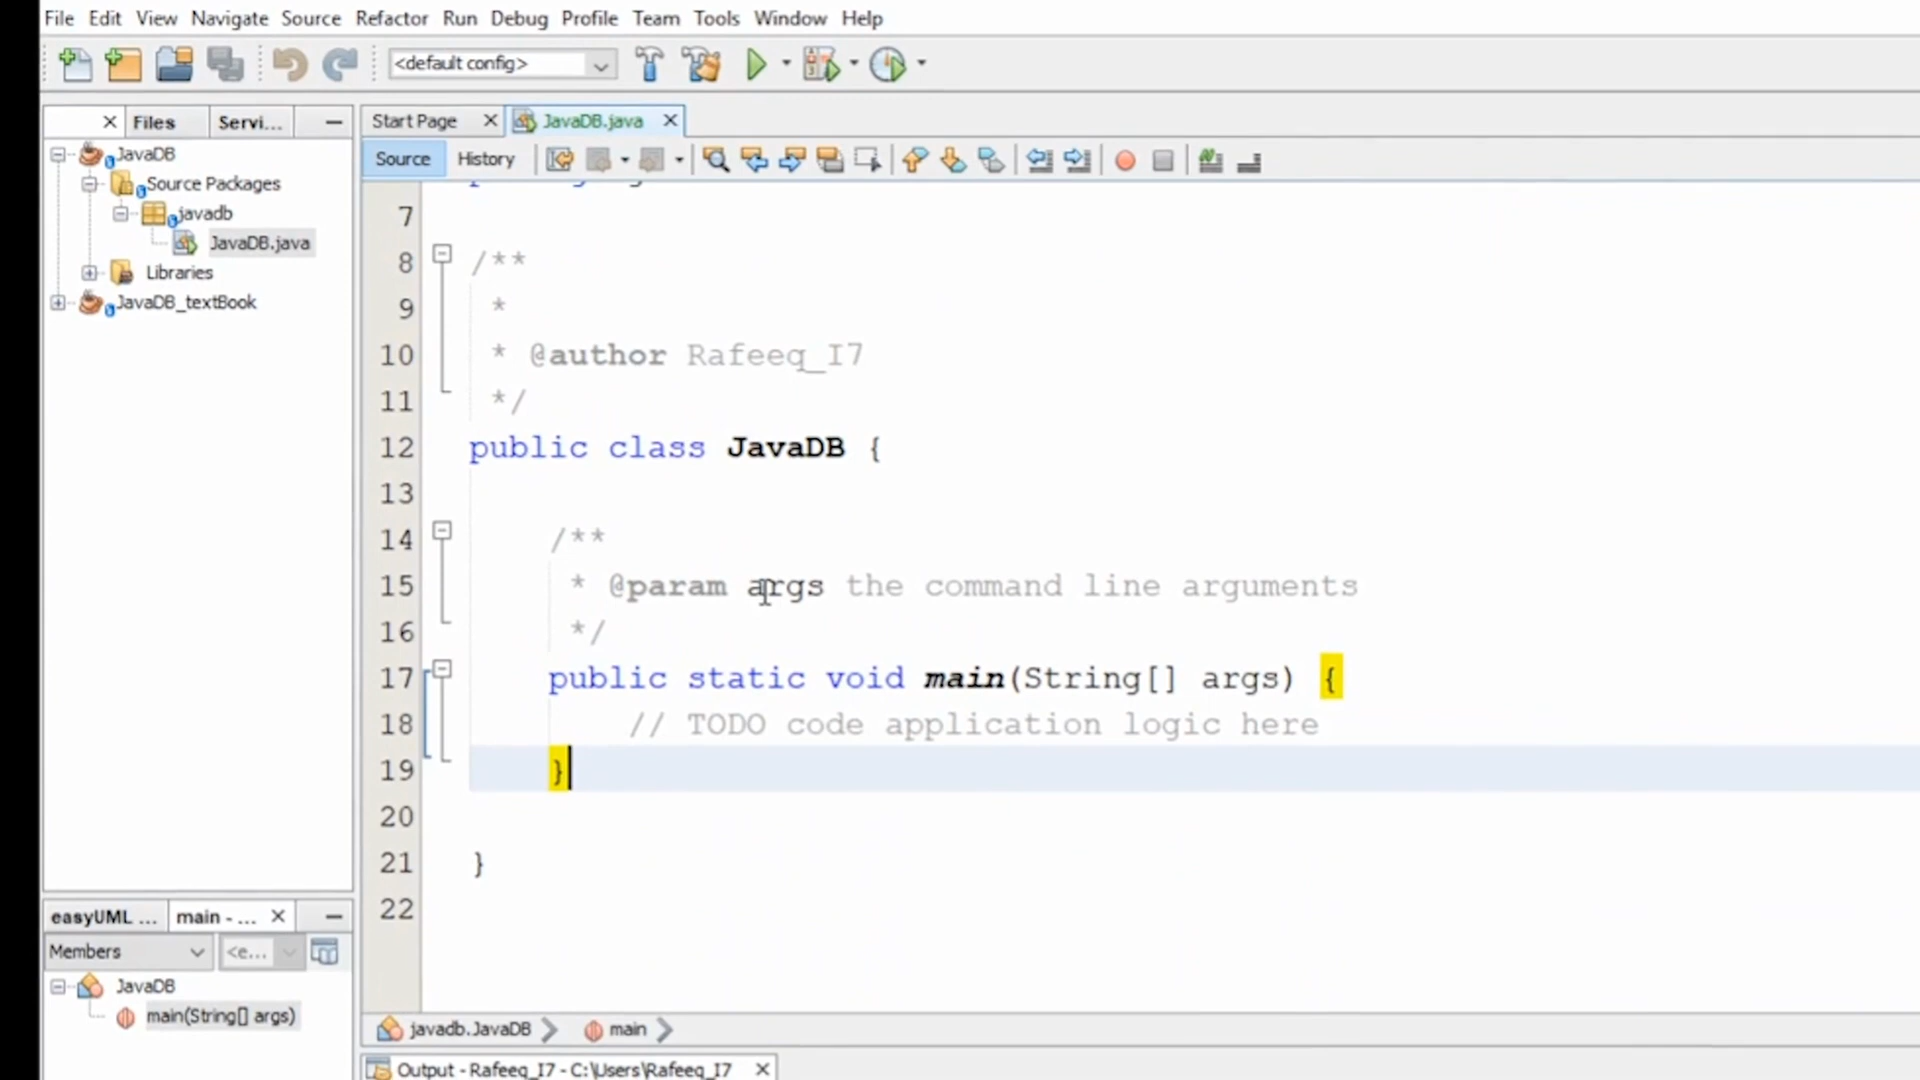 File Edit View Navigate Source Refactor Run Debug Profile Team Tools Window Help
<default config>
Files Servi...
Start Page JavaDB.java
Source History
JavaDB
Source Packages
javadb
JavaDB.java
Libraries
JavaDB_textBook
7
8 /**
9 *
10 * @author Rafeeq_I7
11 */
12 public class JavaDB {
13
14 /**
15 * @param args the command line arguments
16 */
17 public static void main(String[] args) {
18 // TODO code application logic here
19 }
20
21 }
22
easyUML ... main - ...
Members <e...
JavaDB
main(String[] args)
javadb.JavaDB main
Output - Rafeeq_I7 - C:\Users\Rafeeq_I7